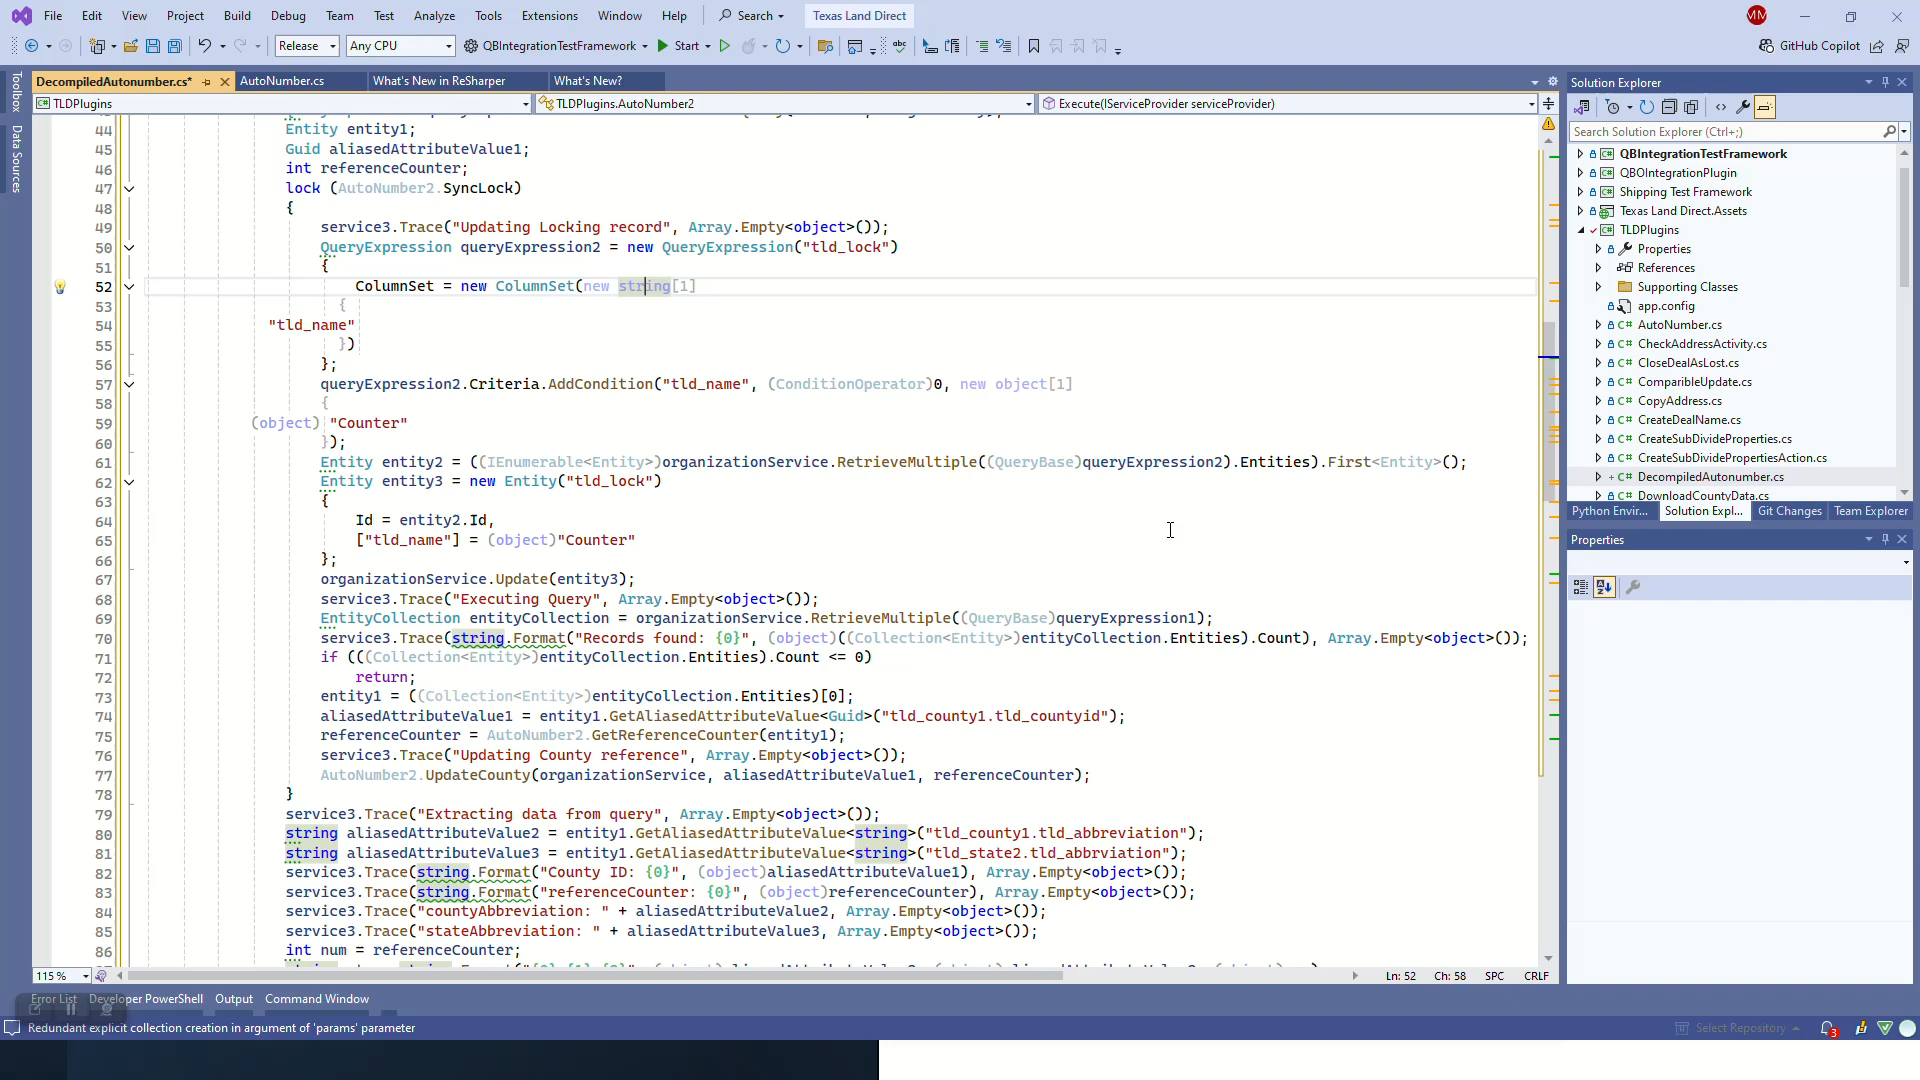 File Edit View Project Build Debug Team Test Analyze Tools Extensions Window Help Search Texas Land Direct MM
Release Any CPU QBIntegrationTestFramework Start GitHub Copilot
DecompiledAutonumber.cs* AutoNumber.cs What's New in ReSharper What's New?
TLDPlugins TLDPlugins.AutoNumber2 Execute(IServiceProvider serviceProvider)
Toolbox
Data Sources
44 Entity entity1;
45 Guid aliasedAttributeValue1;
46 int referenceCounter;
47 lock (AutoNumber2.SyncLock)
48 {
49 service3.Trace("Updating Locking record", Array.Empty<object>());
50 QueryExpression queryExpression2 = new QueryExpression("tld_lock")
51 {
52 ColumnSet = new ColumnSet(new string[1]
53 {
54 "tld_name"
55 })
56 };
57 queryExpression2.Criteria.AddCondition("tld_name", (ConditionOperator)0, new object[1]
58 {
59 (object) "Counter"
60 });
61 Entity entity2 = ((IEnumerable<Entity>)organizationService.RetrieveMultiple((QueryBase)queryExpression2).Entities).First<Entity>();
62 Entity entity3 = new Entity("tld_lock")
63 {
64 Id = entity2.Id,
65 ["tld_name"] = (object)"Counter"
66 };
67 organizationService.Update(entity3);
68 service3.Trace("Executing Query", Array.Empty<object>());
69 EntityCollection entityCollection = organizationService.RetrieveMultiple((QueryBase)queryExpression1);
70 service3.Trace(string.Format("Records found: {0}", (object)((Collection<Entity>)entityCollection.Entities).Count), Array.Empty<object>());
71 if (((Collection<Entity>)entityCollection.Entities).Count <= 0)
72 return;
73 entity1 = ((Collection<Entity>)entityCollection.Entities)[0];
74 aliasedAttributeValue1 = entity1.GetAliasedAttributeValue<Guid>("tld_county1.tld_countyid");
75 referenceCounter = AutoNumber2.GetReferenceCounter(entity1);
76 service3.Trace("Updating County reference", Array.Empty<object>());
77 AutoNumber2.UpdateCounty(organizationService, aliasedAttributeValue1, referenceCounter);
78 }
79 service3.Trace("Extracting data from query", Array.Empty<object>());
80 string aliasedAttributeValue2 = entity1.GetAliasedAttributeValue<string>("tld_county1.tld_abbreviation");
81 string aliasedAttributeValue3 = entity1.GetAliasedAttributeValue<string>("tld_state2.tld_abbrviation");
82 service3.Trace(string.Format("County ID: {0}", (object)aliasedAttributeValue1), Array.Empty<object>());
83 service3.Trace(string.Format("referenceCounter: {0}", (object)referenceCounter), Array.Empty<object>());
84 service3.Trace("countyAbbreviation: " + aliasedAttributeValue2, Array.Empty<object>());
85 service3.Trace("stateAbbreviation: " + aliasedAttributeValue3, Array.Empty<object>());
86 int num = referenceCounter;
115 % Ln: 52 Ch: 58 SPC CRLF
Solution Explorer
Search Solution Explorer (Ctrl+;)
QBIntegrationTestFramework
QBOIntegrationPlugin
Shipping Test Framework
Texas Land Direct.Assets
TLDPlugins
Properties
References
Supporting Classes
app.config
AutoNumber.cs
CheckAddressActivity.cs
CloseDealAsLost.cs
ComparibleUpdate.cs
CopyAddress.cs
CreateDealName.cs
CreateSubDivideProperties.cs
CreateSubDividePropertiesAction.cs
DecompiledAutonumber.cs
DownloadCountyData.cs
Python Envir... Solution Expl... Git Changes Team Explorer
Properties
Error List Developer PowerShell Output Command Window
Redundant explicit collection creation in argument of 'params' parameter Select Repository 3